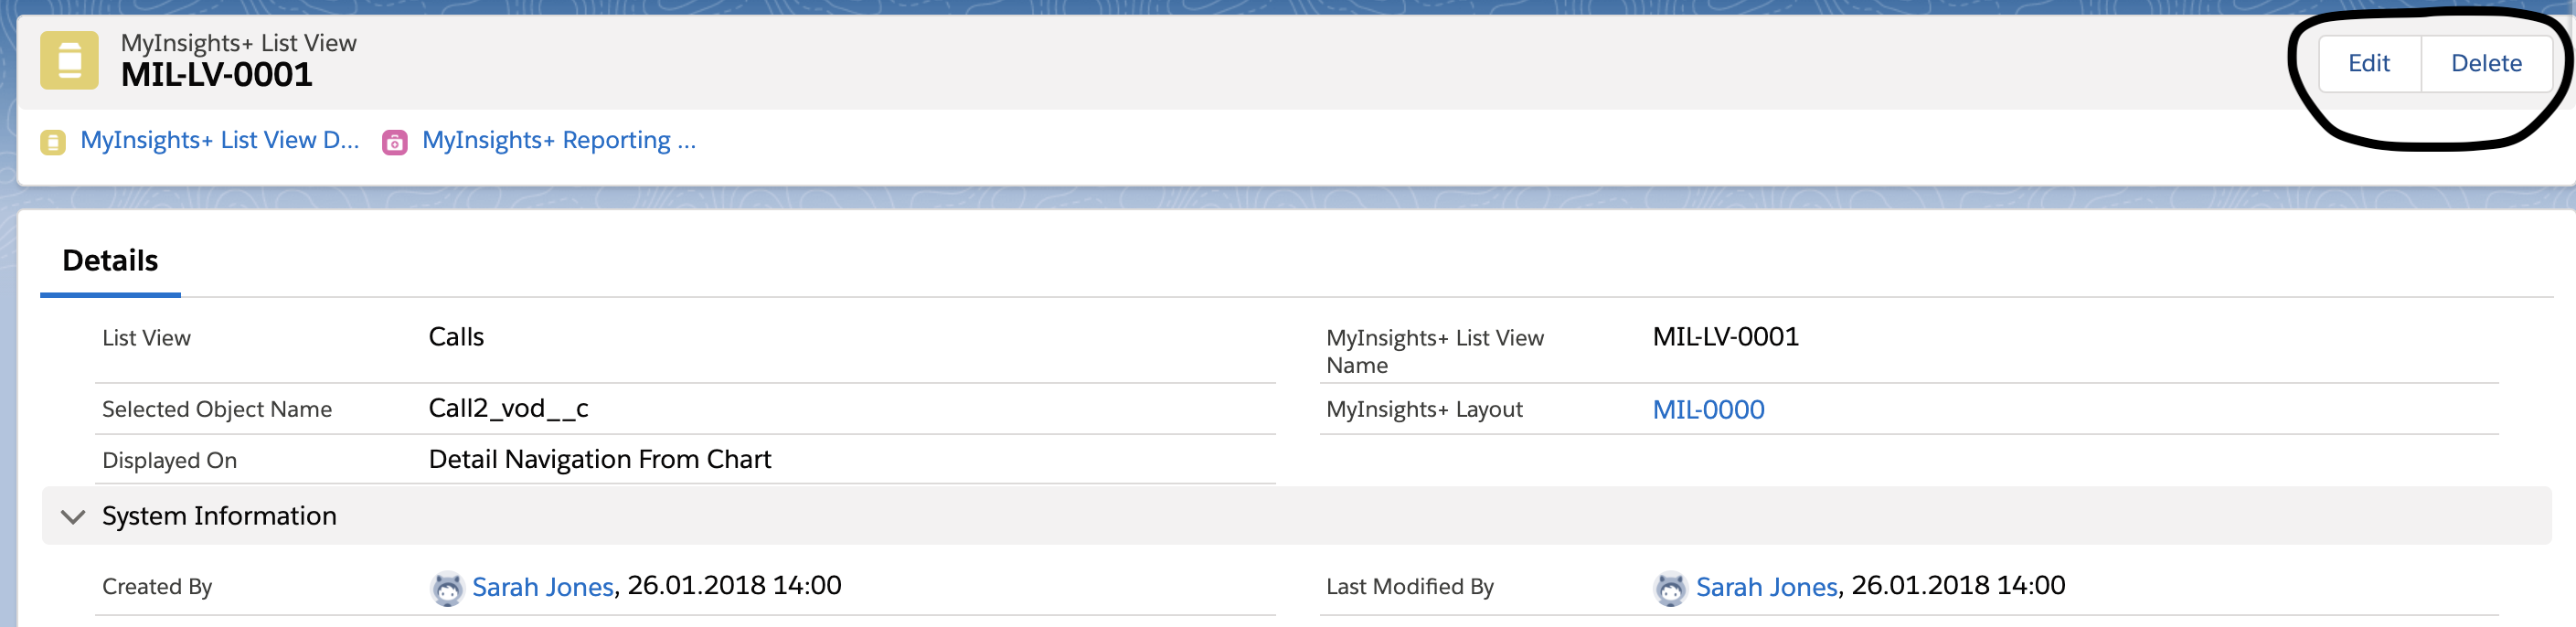 MyInsights+ List View
MIL-LV-0001
Edit Delete
MyInsights+ List View D... MyInsights+ Reporting ...
Details
List View Calls MyInsights+ List View Name MIL-LV-0001
Selected Object Name Call2_vod__c MyInsights+ Layout MIL-0000
Displayed On Detail Navigation From Chart
System Information
Created By Sarah Jones, 26.01.2018 14:00 Last Modified By Sarah Jones, 26.01.2018 14:00